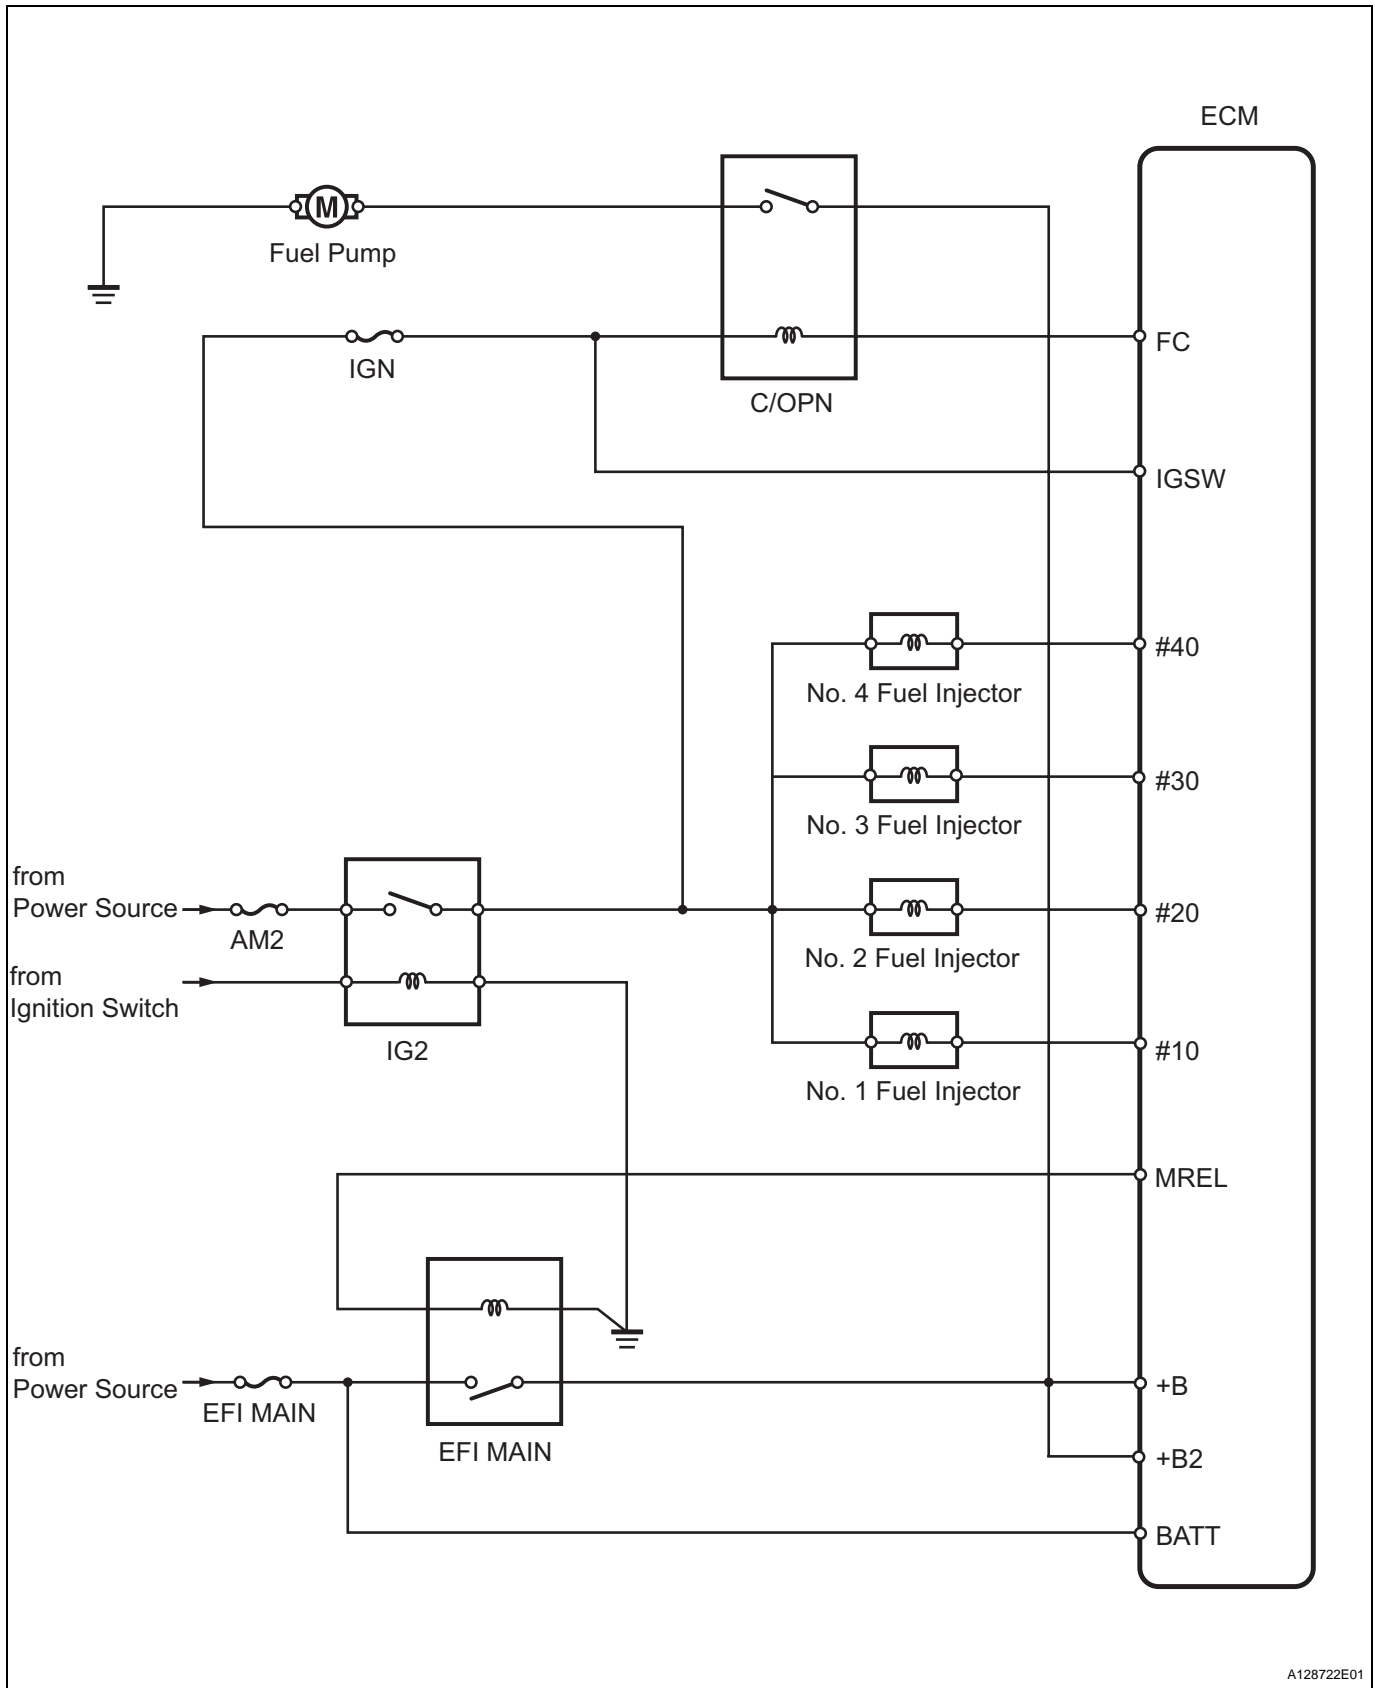 ECM
M
Fuel Pump
FC
IGN
C/OPN
IGSW
#40
No. 4 Fuel Injector
#30
No. 3 Fuel Injector
from
Power Source
AM2
#20
No. 2 Fuel Injector
from
Ignition Switch
IG2
#10
No. 1 Fuel Injector
MREL
from
Power Source
EFI MAIN
EFI MAIN
+B
+B2
BATT
A128722E01